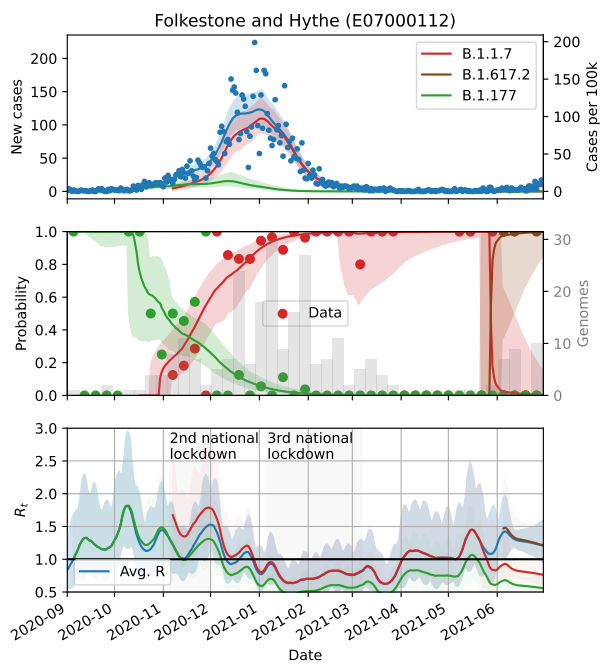 Folkestone and Hythe (E07000112)
New cases
200
150
100
50
0
B.1.1.7
B.1.617.2
B.1.177
200
150
100
50
0
Cases per 100k
Probability
1.0
0.8
0.6
0.4
0.2
0.0
Data
30
20
10
0
Genomes
R_t
3.0
2.5
2.0
1.5
1.0
0.5
2nd national
lockdown
3rd national
lockdown
Avg. R
2020-09
2020-10
2020-11
2020-12
2021-01
2021-02
2021-03
2021-04
2021-05
2021-06
Date